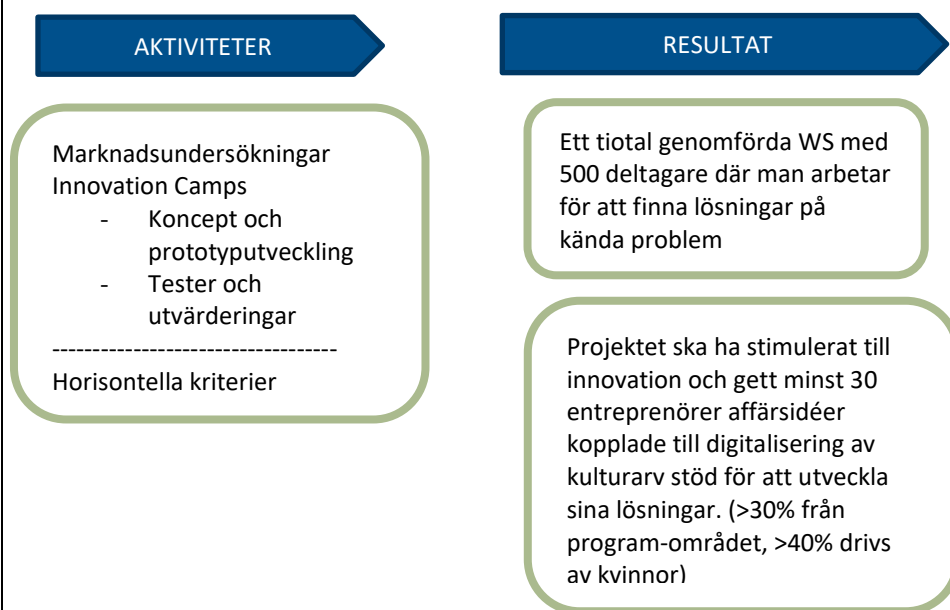 AKTIVITETER
Marknadsundersökningar
Innovation Camps
- Koncept och
prototyputveckling
- Tester och
utvärderingar
-----------------------------------
Horisontella kriterier
RESULTAT
Ett tiotal genomförda WS med
500 deltagare där man arbetar
för att finna lösningar på
kända problem
Projektet ska ha stimulerat till
innovation och gett minst 30
entreprenörer affärsidéer
kopplade till digitalisering av
kulturarv stöd för att utveckla
sina lösningar. (>30% från
program-området, >40% drivs
av kvinnor)